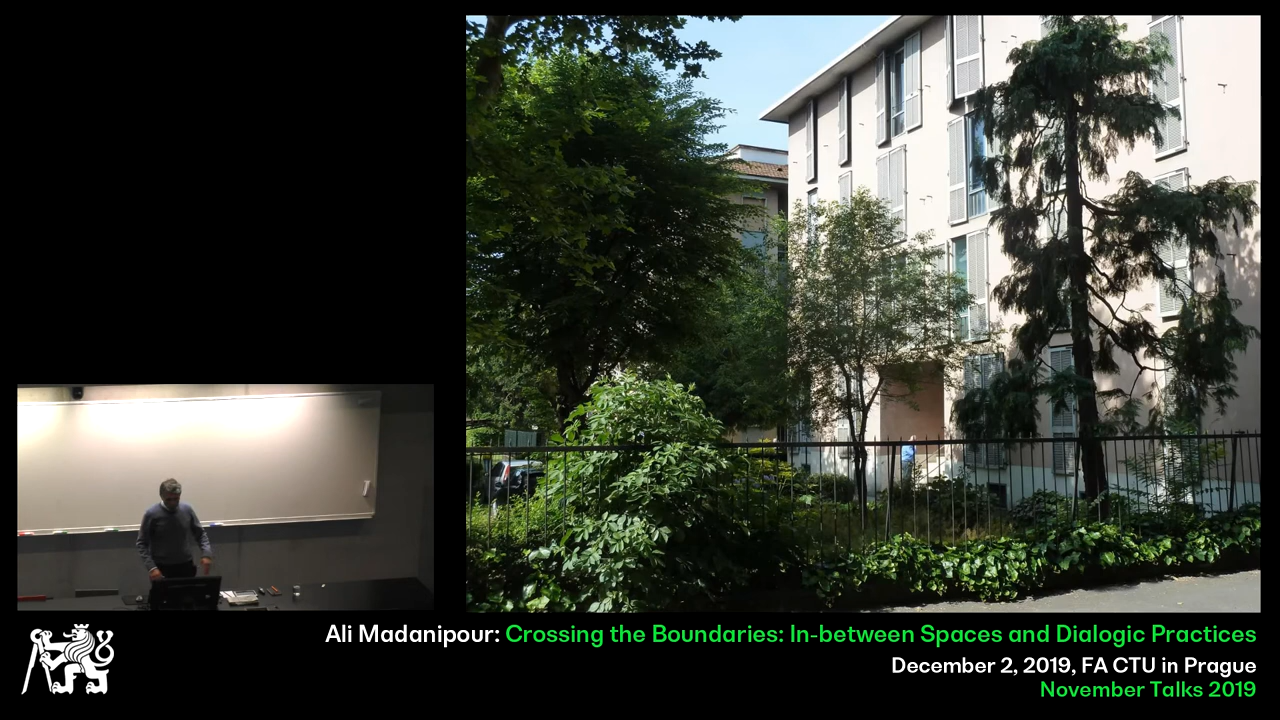 Ali Madanipour: Crossing the Boundaries: In-between Spaces and Dialogic Practices
December 2, 2019, FA CTU in Prague
November Talks 2019